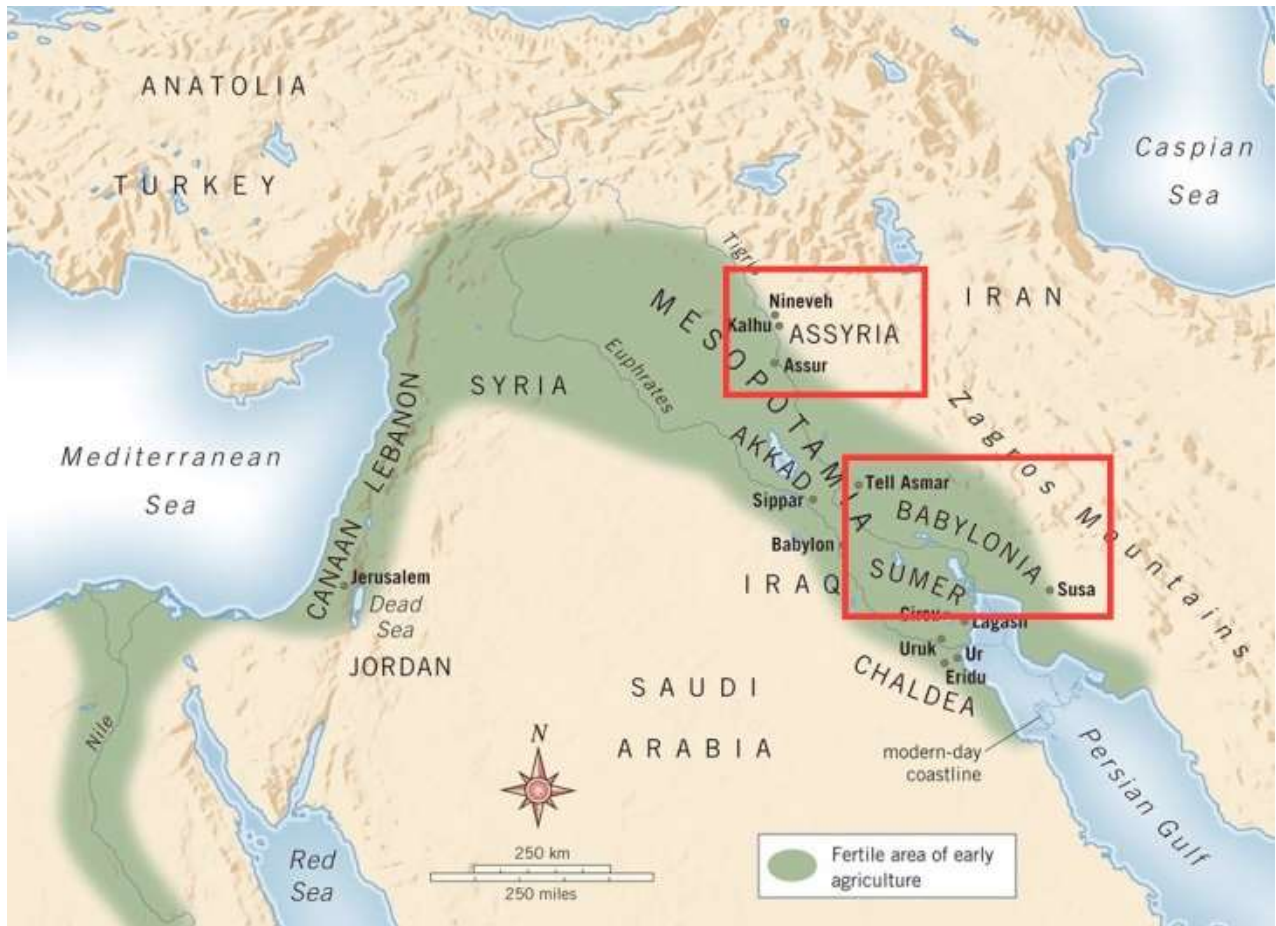 ANATOLIA
TURKEY
Caspian
Sea
Tigri
IRAN
MESOPOTAMIA
Nineveh
Kalhu
ASSYRIA
Assur
Euphrates
SYRIA
Zagros Mountains
LEBANON
Mediterranean
Sea
AKKAD
Tell Asmar
Sippar
BABYLONIA
Babylon
SUMER
IRAQ
Susa
CANAAN
Jerusalem
Dead
Sea
Lagash
Uruk
Ur
Eridu
JORDAN
CHALDEA
SAUDI
ARABIA
Nile
N
modern-day
coastline
Persian Gulf
250 km
250 miles
Red
Sea
Fertile area of early
agriculture